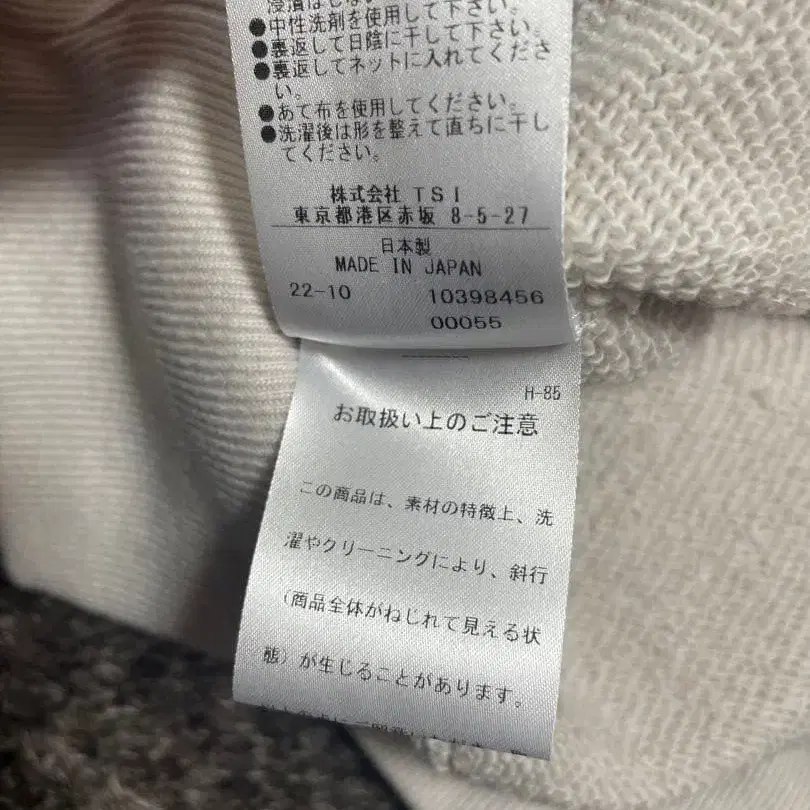 浸漬はしない
●中性洗剤を使用して下さい。
●裏返して日陰に干して下さい。
●裏返してネットに入れてくださ
い。
●あて布を使用してください。
●洗濯後は形を整えて直ちに干し
てください。
株式会社 TSI
東京都港区赤坂 8-5-27
日本製
MADE IN JAPAN
22-10 10398456
00055
H-85
お取扱い上のご注意
この商品は、素材の特徴上、洗
濯やクリーニングにより、斜行
（商品全体がねじれて見える状
態）が生じることがあります。